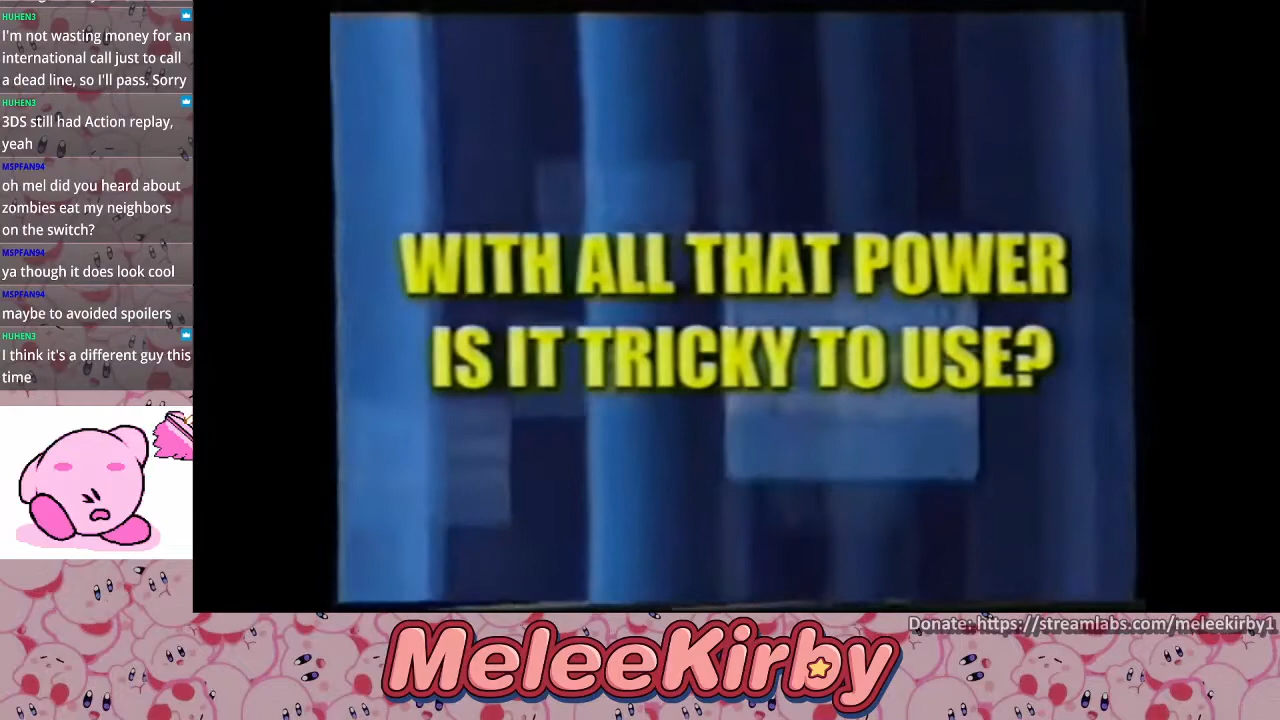 HUHEN3
I'm not wasting money for an
international call just to call
a dead line, so I'll pass. Sorry
HUHEN3
3DS still had Action replay,
yeah
MSPFAN94
oh mel did you heard about
zombies eat my neighbors
on the switch?
MSPFAN94
ya though it does look cool
MSPFAN94
maybe to avoided spoilers
HUHEN3
I think it's a different guy this
time
WITH ALL THAT POWER
IS IT TRICKY TO USE?
Donate: https://streamlabs.com/meleekirby1
MeleeKirby